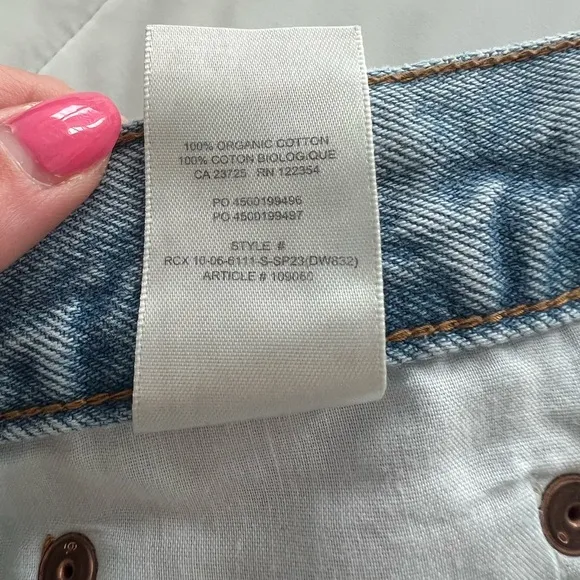 100% ORGANIC COTTON
100% COTON BIOLOGIQUE
CA 23725 RN 122354
PO 4500199496
PO 4500199497
STYLE #
RCX 10-06-6111-S-SP23(DW832)
ARTICLE # 109060